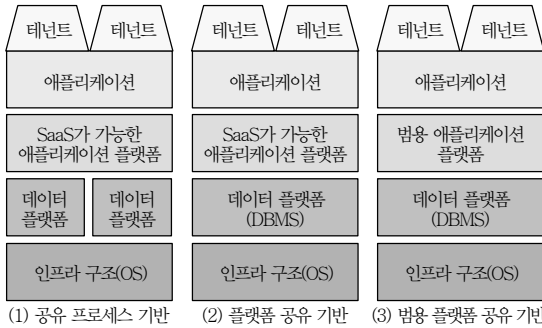 테넌트 테넌트
애플리케이션
SaaS가 가능한
애플리케이션 플랫폼
데이터 데이터
플랫폼 플랫폼
인프라 구조(OS)
(1) 공유 프로세스 기반
테넌트 테넌트
애플리케이션
SaaS가 가능한
애플리케이션 플랫폼
데이터 플랫폼
(DBMS)
인프라 구조(OS)
(2) 플랫폼 공유 기반
테넌트 테넌트
애플리케이션
범용 애플리케이션
플랫폼
데이터 플랫폼
(DBMS)
인프라 구조(OS)
(3) 범용 플랫폼 공유 기반